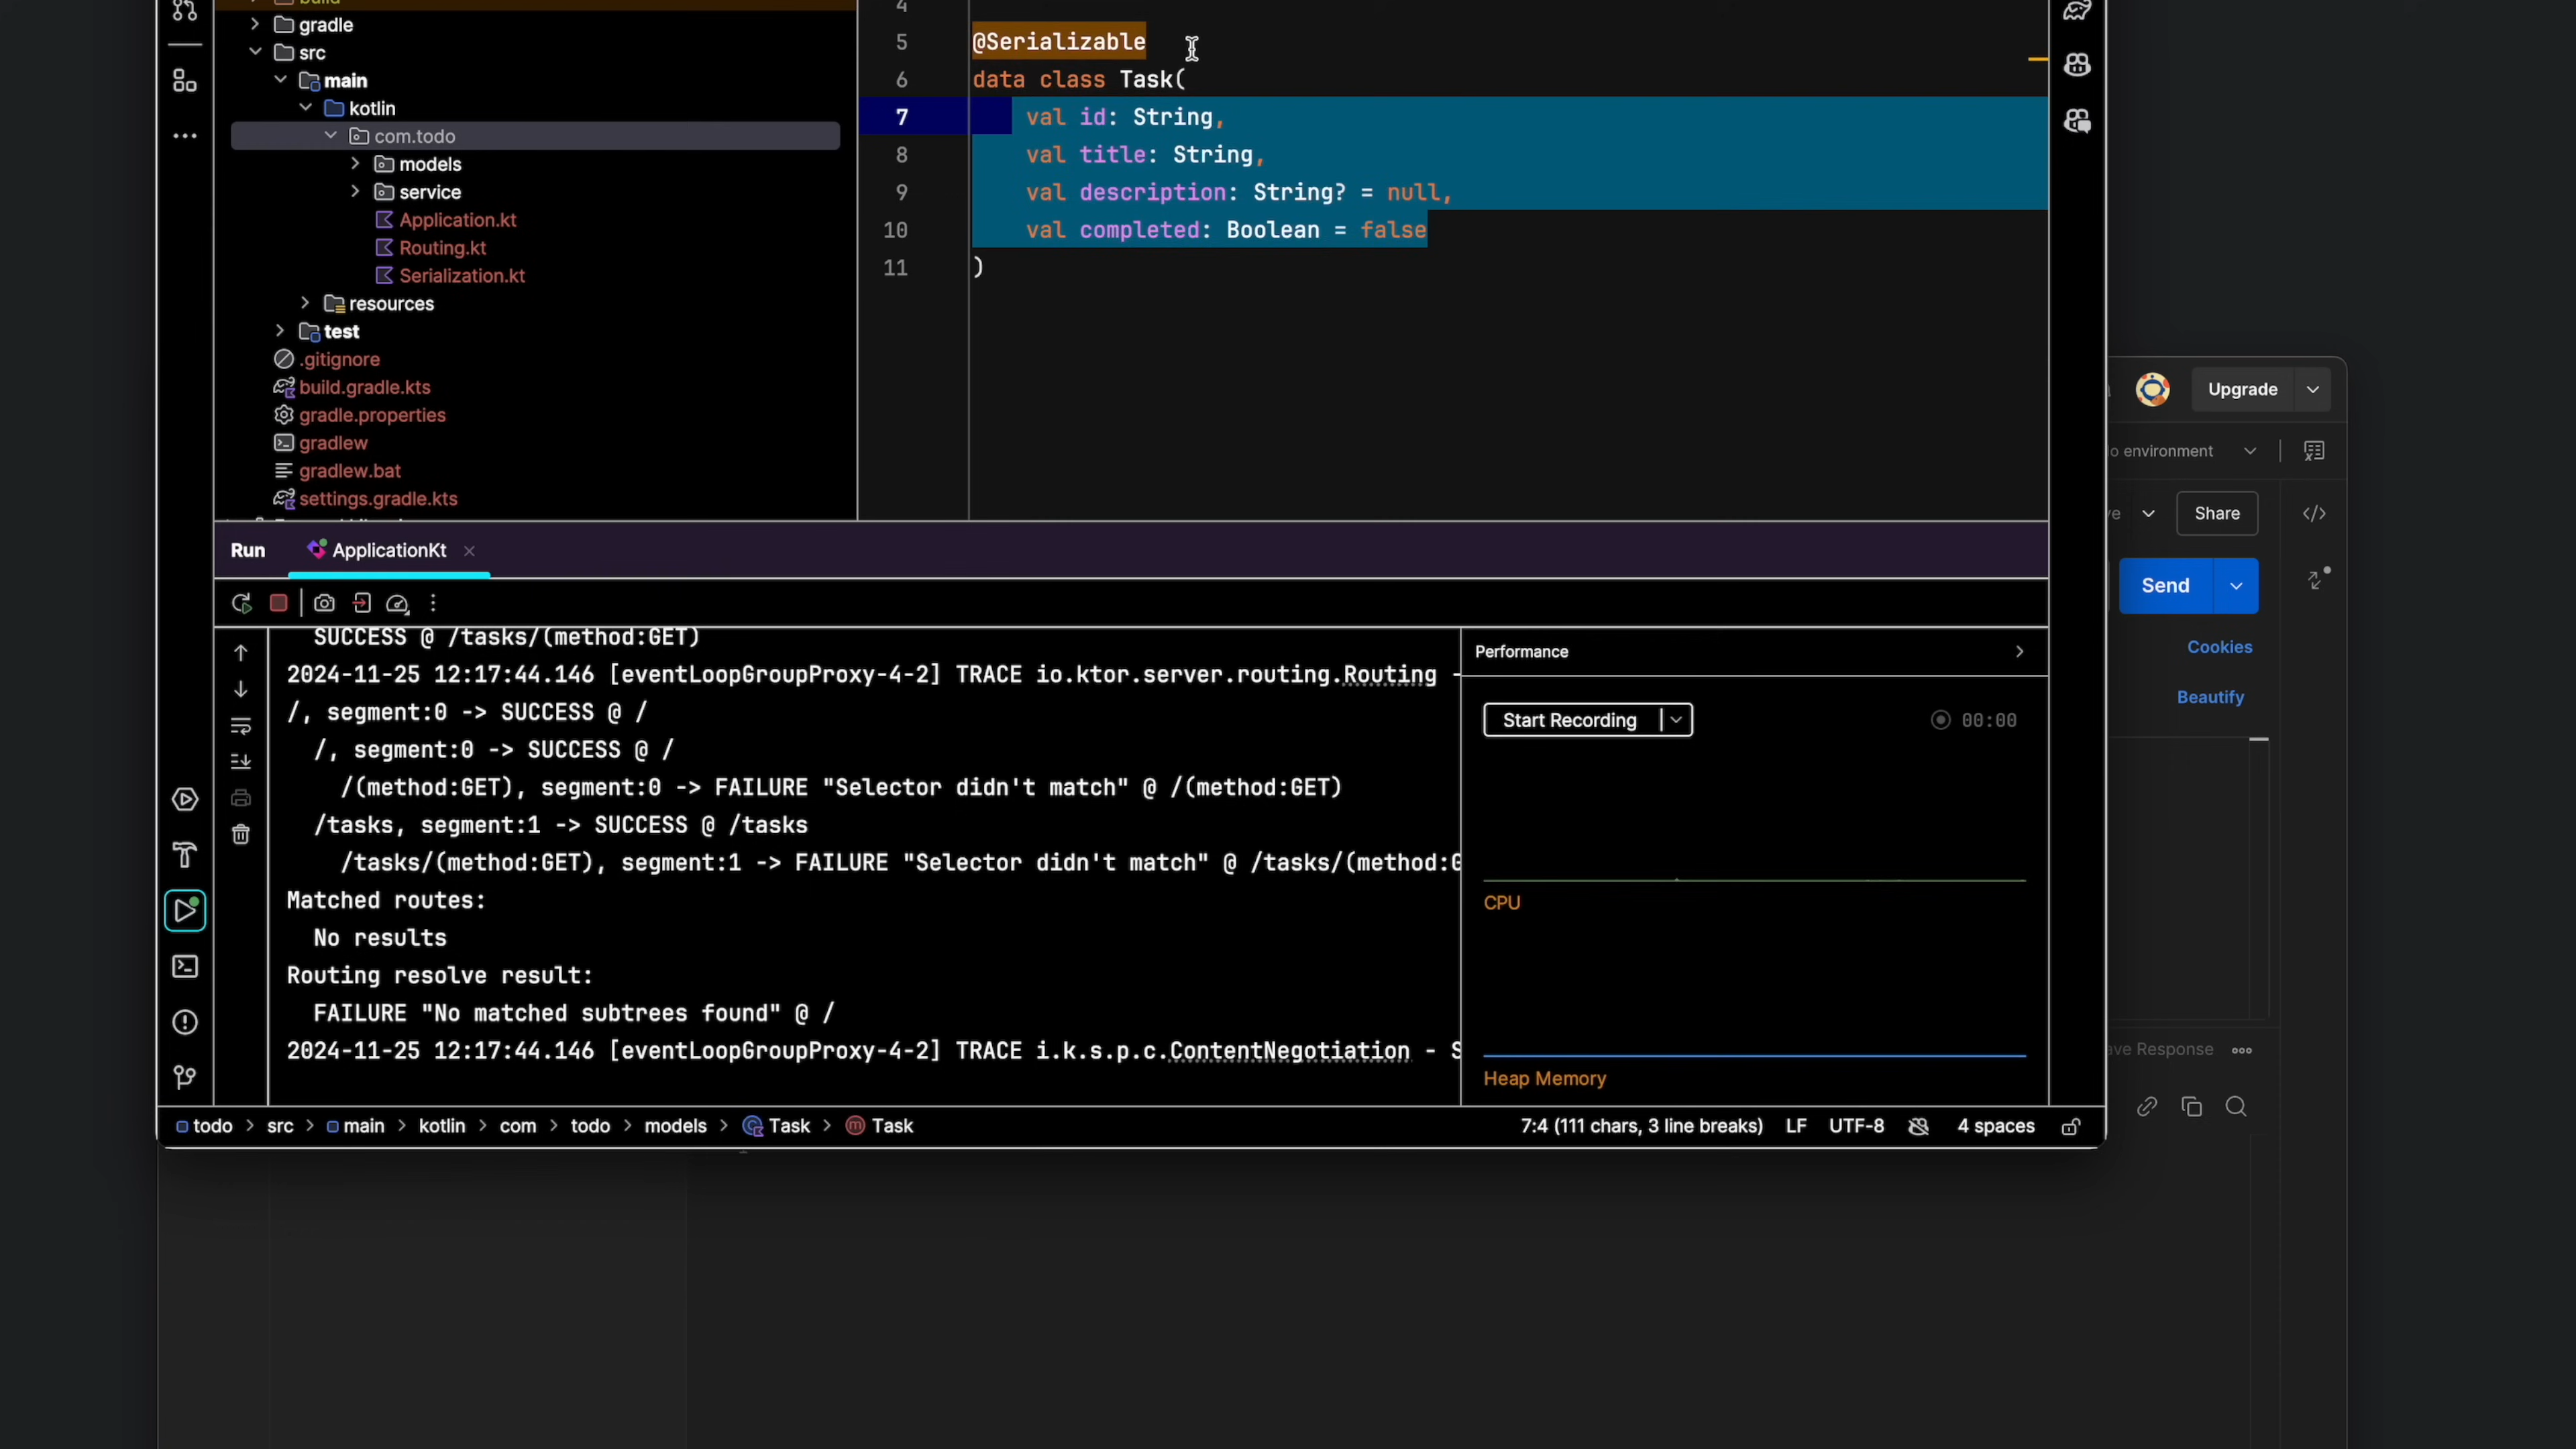 build
gradle
src
main
kotlin
com.todo
models
service
Application.kt
Routing.kt
Serialization.kt
resources
test
.gitignore
build.gradle.kts
gradle.properties
gradlew
gradlew.bat
settings.gradle.kts
4
5 @Serializable
6 data class Task(
7 val id: String,
8 val title: String,
9 val description: String? = null,
10 val completed: Boolean = false
11 )
Upgrade
environment
Share
Send
Cookies
Beautify
Response
Run ApplicationKt
SUCCESS @ /tasks/(method:GET)
2024-11-25 12:17:44.146 [eventLoopGroupProxy-4-2] TRACE io.ktor.server.routing.Routing -
/, segment:0 -> SUCCESS @ /
/, segment:0 -> SUCCESS @ /
/(method:GET), segment:0 -> FAILURE "Selector didn't match" @ /(method:GET)
/tasks, segment:1 -> SUCCESS @ /tasks
/tasks/(method:GET), segment:1 -> FAILURE "Selector didn't match" @ /tasks/(method:G
Matched routes:
No results
Routing resolve result:
FAILURE "No matched subtrees found" @ /
2024-11-25 12:17:44.146 [eventLoopGroupProxy-4-2] TRACE i.k.s.p.c.ContentNegotiation - S
Performance
Start Recording
00:00
CPU
Heap Memory
todo > src > main > kotlin > com > todo > models > Task > Task
7:4 (111 chars, 3 line breaks) LF UTF-8 4 spaces